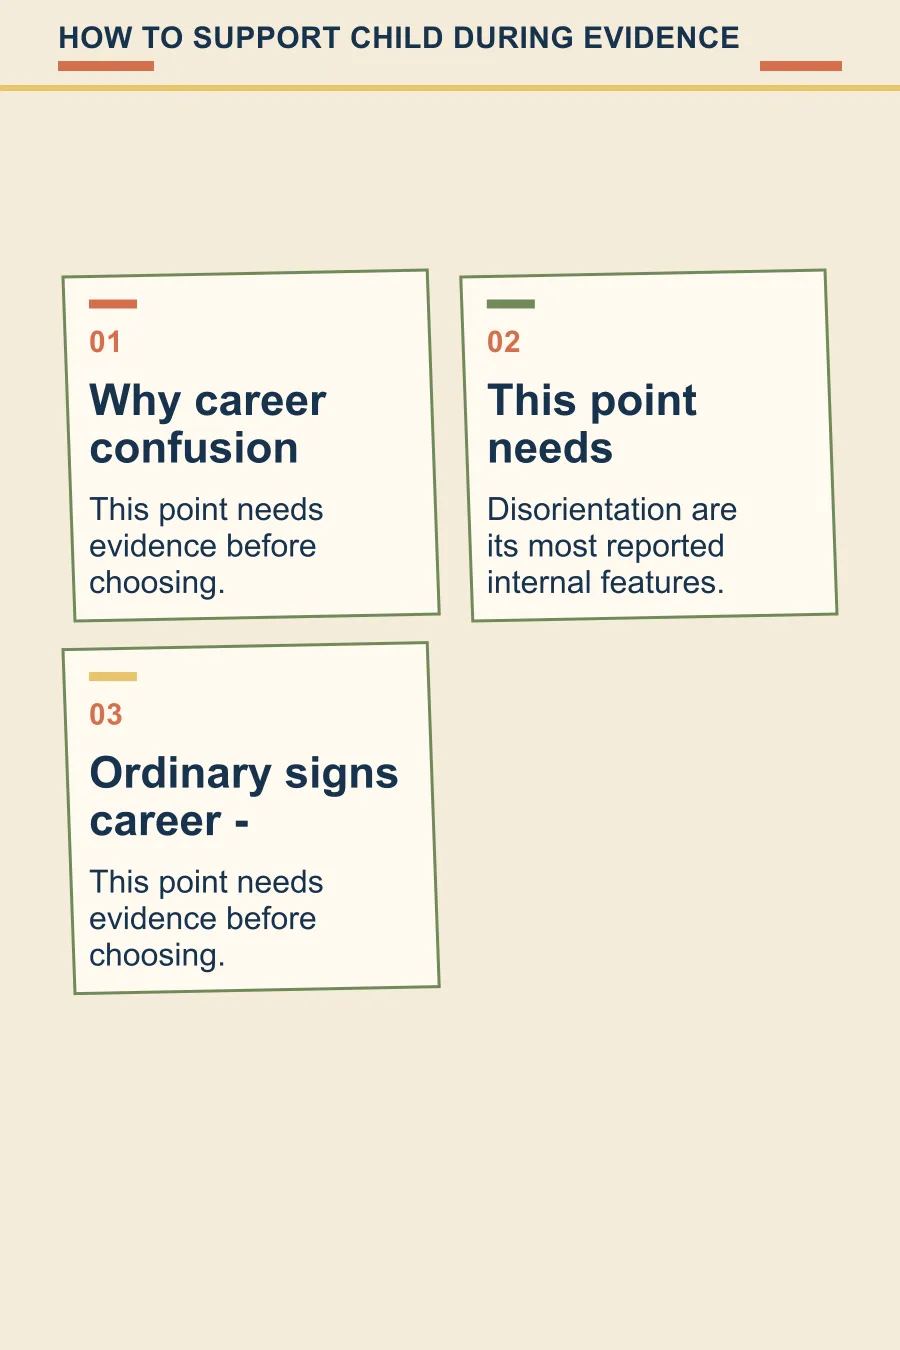 HOW TO SUPPORT CHILD DURING EVIDENCE
01
Why career
confusion
This point needs
evidence before
choosing.
02
This point
needs
Disorientation are
its most reported
internal features.
03
Ordinary signs
career -
This point needs
evidence before
choosing.